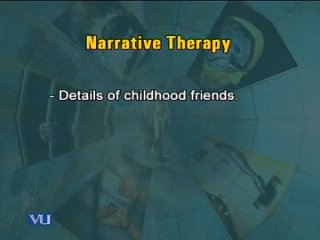 Narrative Therapy
- Details of childhood friends.
VU